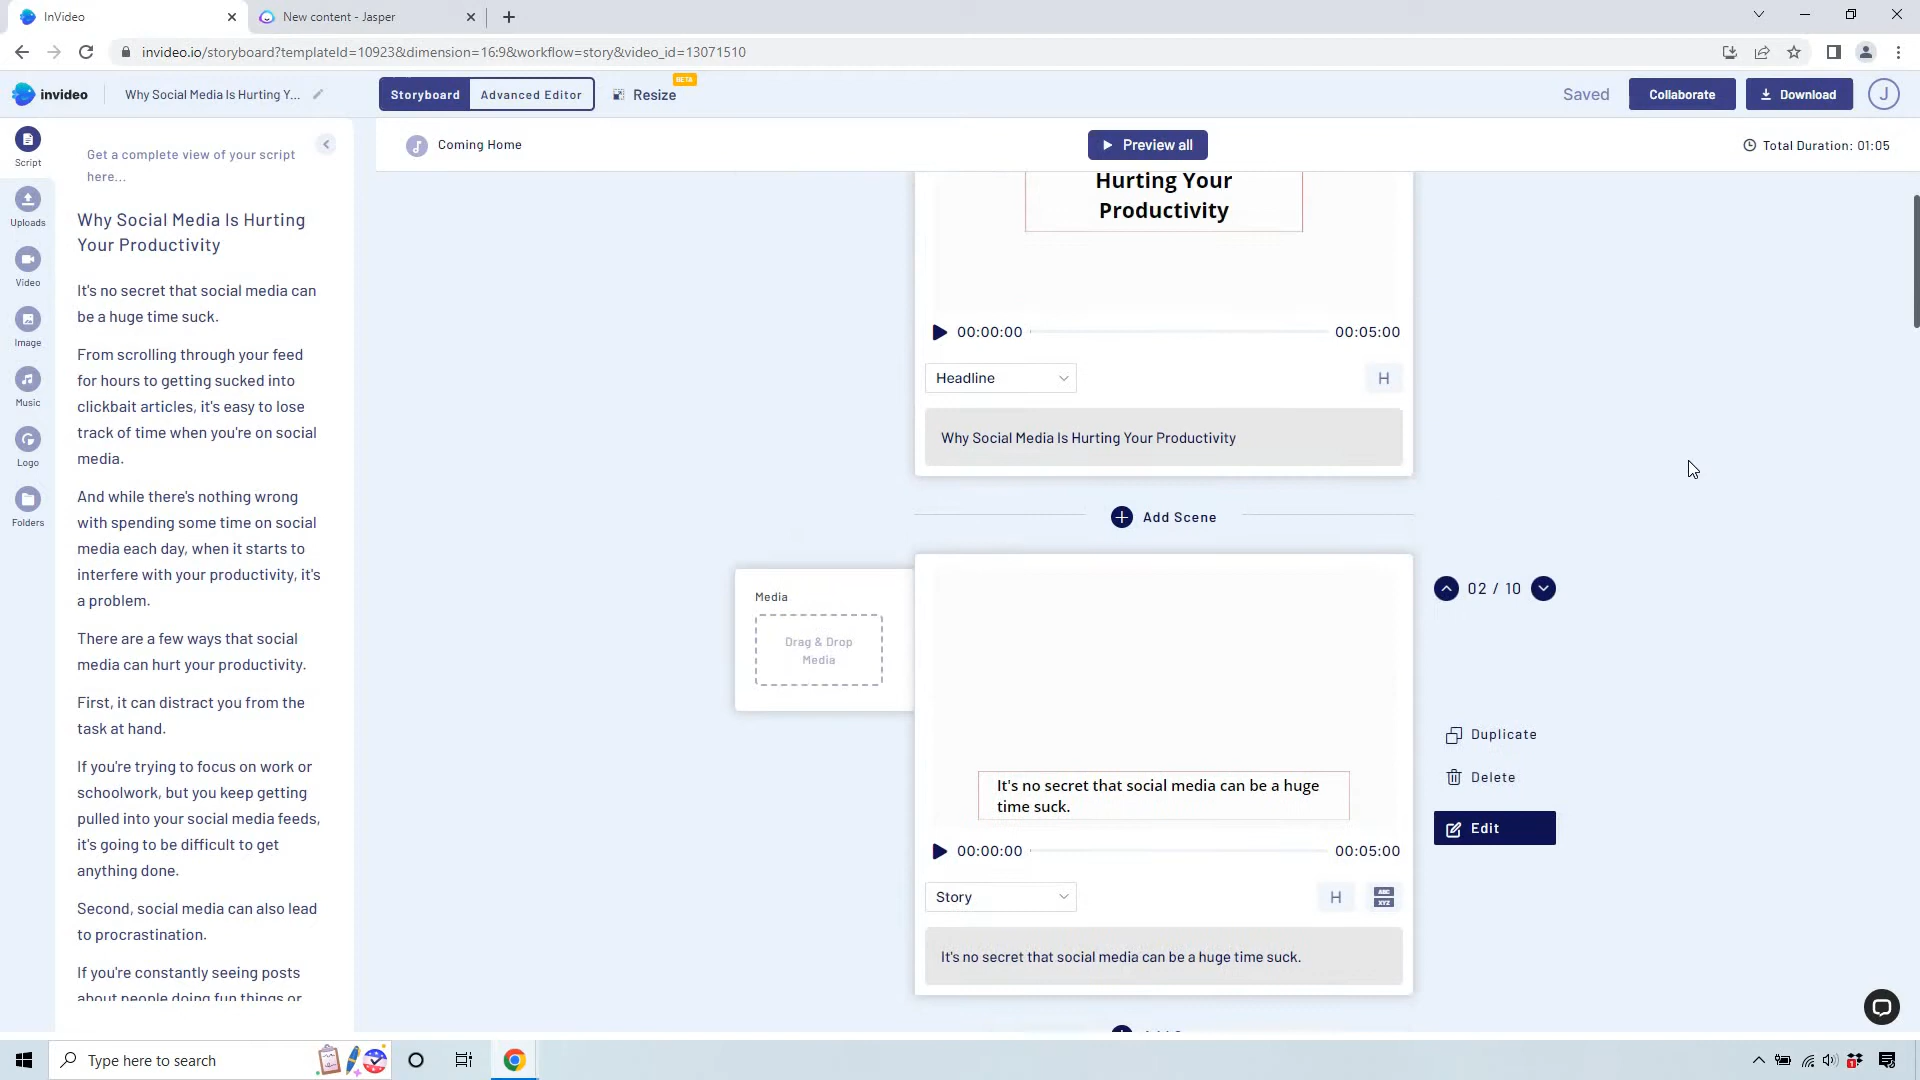 InVideo
New content - Jasper
invideo.io/storyboard?templateId=10923&dimension=16:9&workflow=story&video_id=13071510
invideo
Why Social Media Is Hurting Y...
Storyboard
Advanced Editor
Resize
BETA
Saved
Collaborate
Download
J
Script
Uploads
Video
Image
Music
Logo
Folders
Get a complete view of your script
here...
Why Social Media Is Hurting
Your Productivity
It's no secret that social media can
be a huge time suck.
From scrolling through your feed
for hours to getting sucked into
clickbait articles, it's easy to lose
track of time when you're on social
media.
And while there's nothing wrong
with spending some time on social
media each day, when it starts to
interfere with your productivity, it's
a problem.
There are a few ways that social
media can hurt your productivity.
First, it can distract you from the
task at hand.
If you're trying to focus on work or
schoolwork, but you keep getting
pulled into your social media feeds,
it's going to be difficult to get
anything done.
Second, social media can also lead
to procrastination.
If you're constantly seeing posts
about people doing fun things or
Coming Home
Preview all
Total Duration: 01:05
Hurting Your
Productivity
00:00:00
00:05:00
Headline
H
Why Social Media Is Hurting Your Productivity
Add Scene
Media
Drag & Drop
Media
02 / 10
Duplicate
Delete
Edit
It's no secret that social media can be a huge
time suck.
00:00:00
00:05:00
Story
H
ABC
XYZ
It's no secret that social media can be a huge time suck.
Type here to search
1